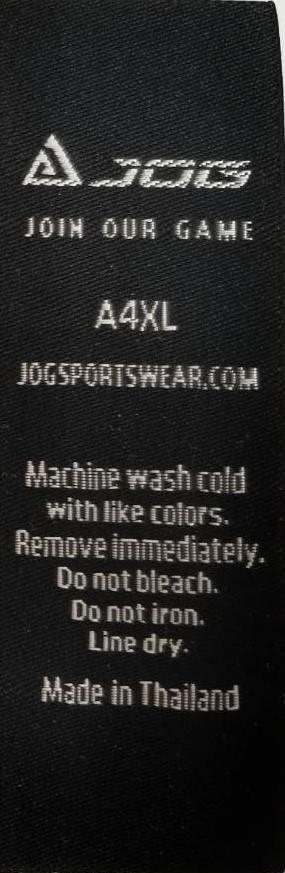 JOG
JOIN OUR GAME
A4XL
JOGSPORTSWEAR.COM
Machine wash cold
with like colors.
Remove immediately.
Do not bleach.
Do not iron.
Line dry.
Made in Thailand